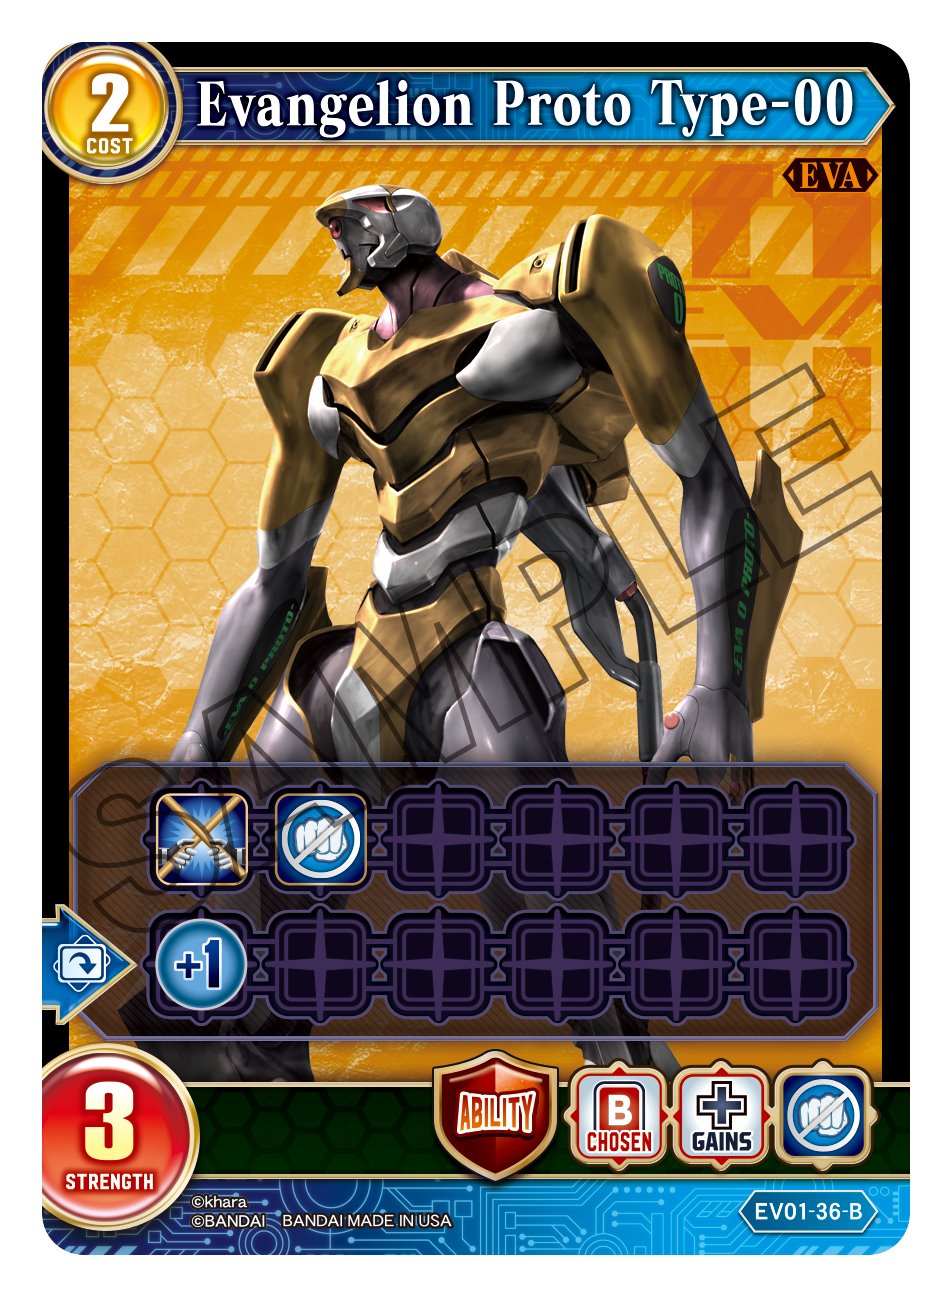 2
COST
Evangelion Proto Type-00
EVA
PROTO
0
-EVA 0 PROTO-
-EVA 0 PROTO-
SAMPLE
+1
3
STRENGTH
ABILITY
B
CHOSEN
GAINS
©khara
©BANDAI BANDAI MADE IN USA
EV01-36-B